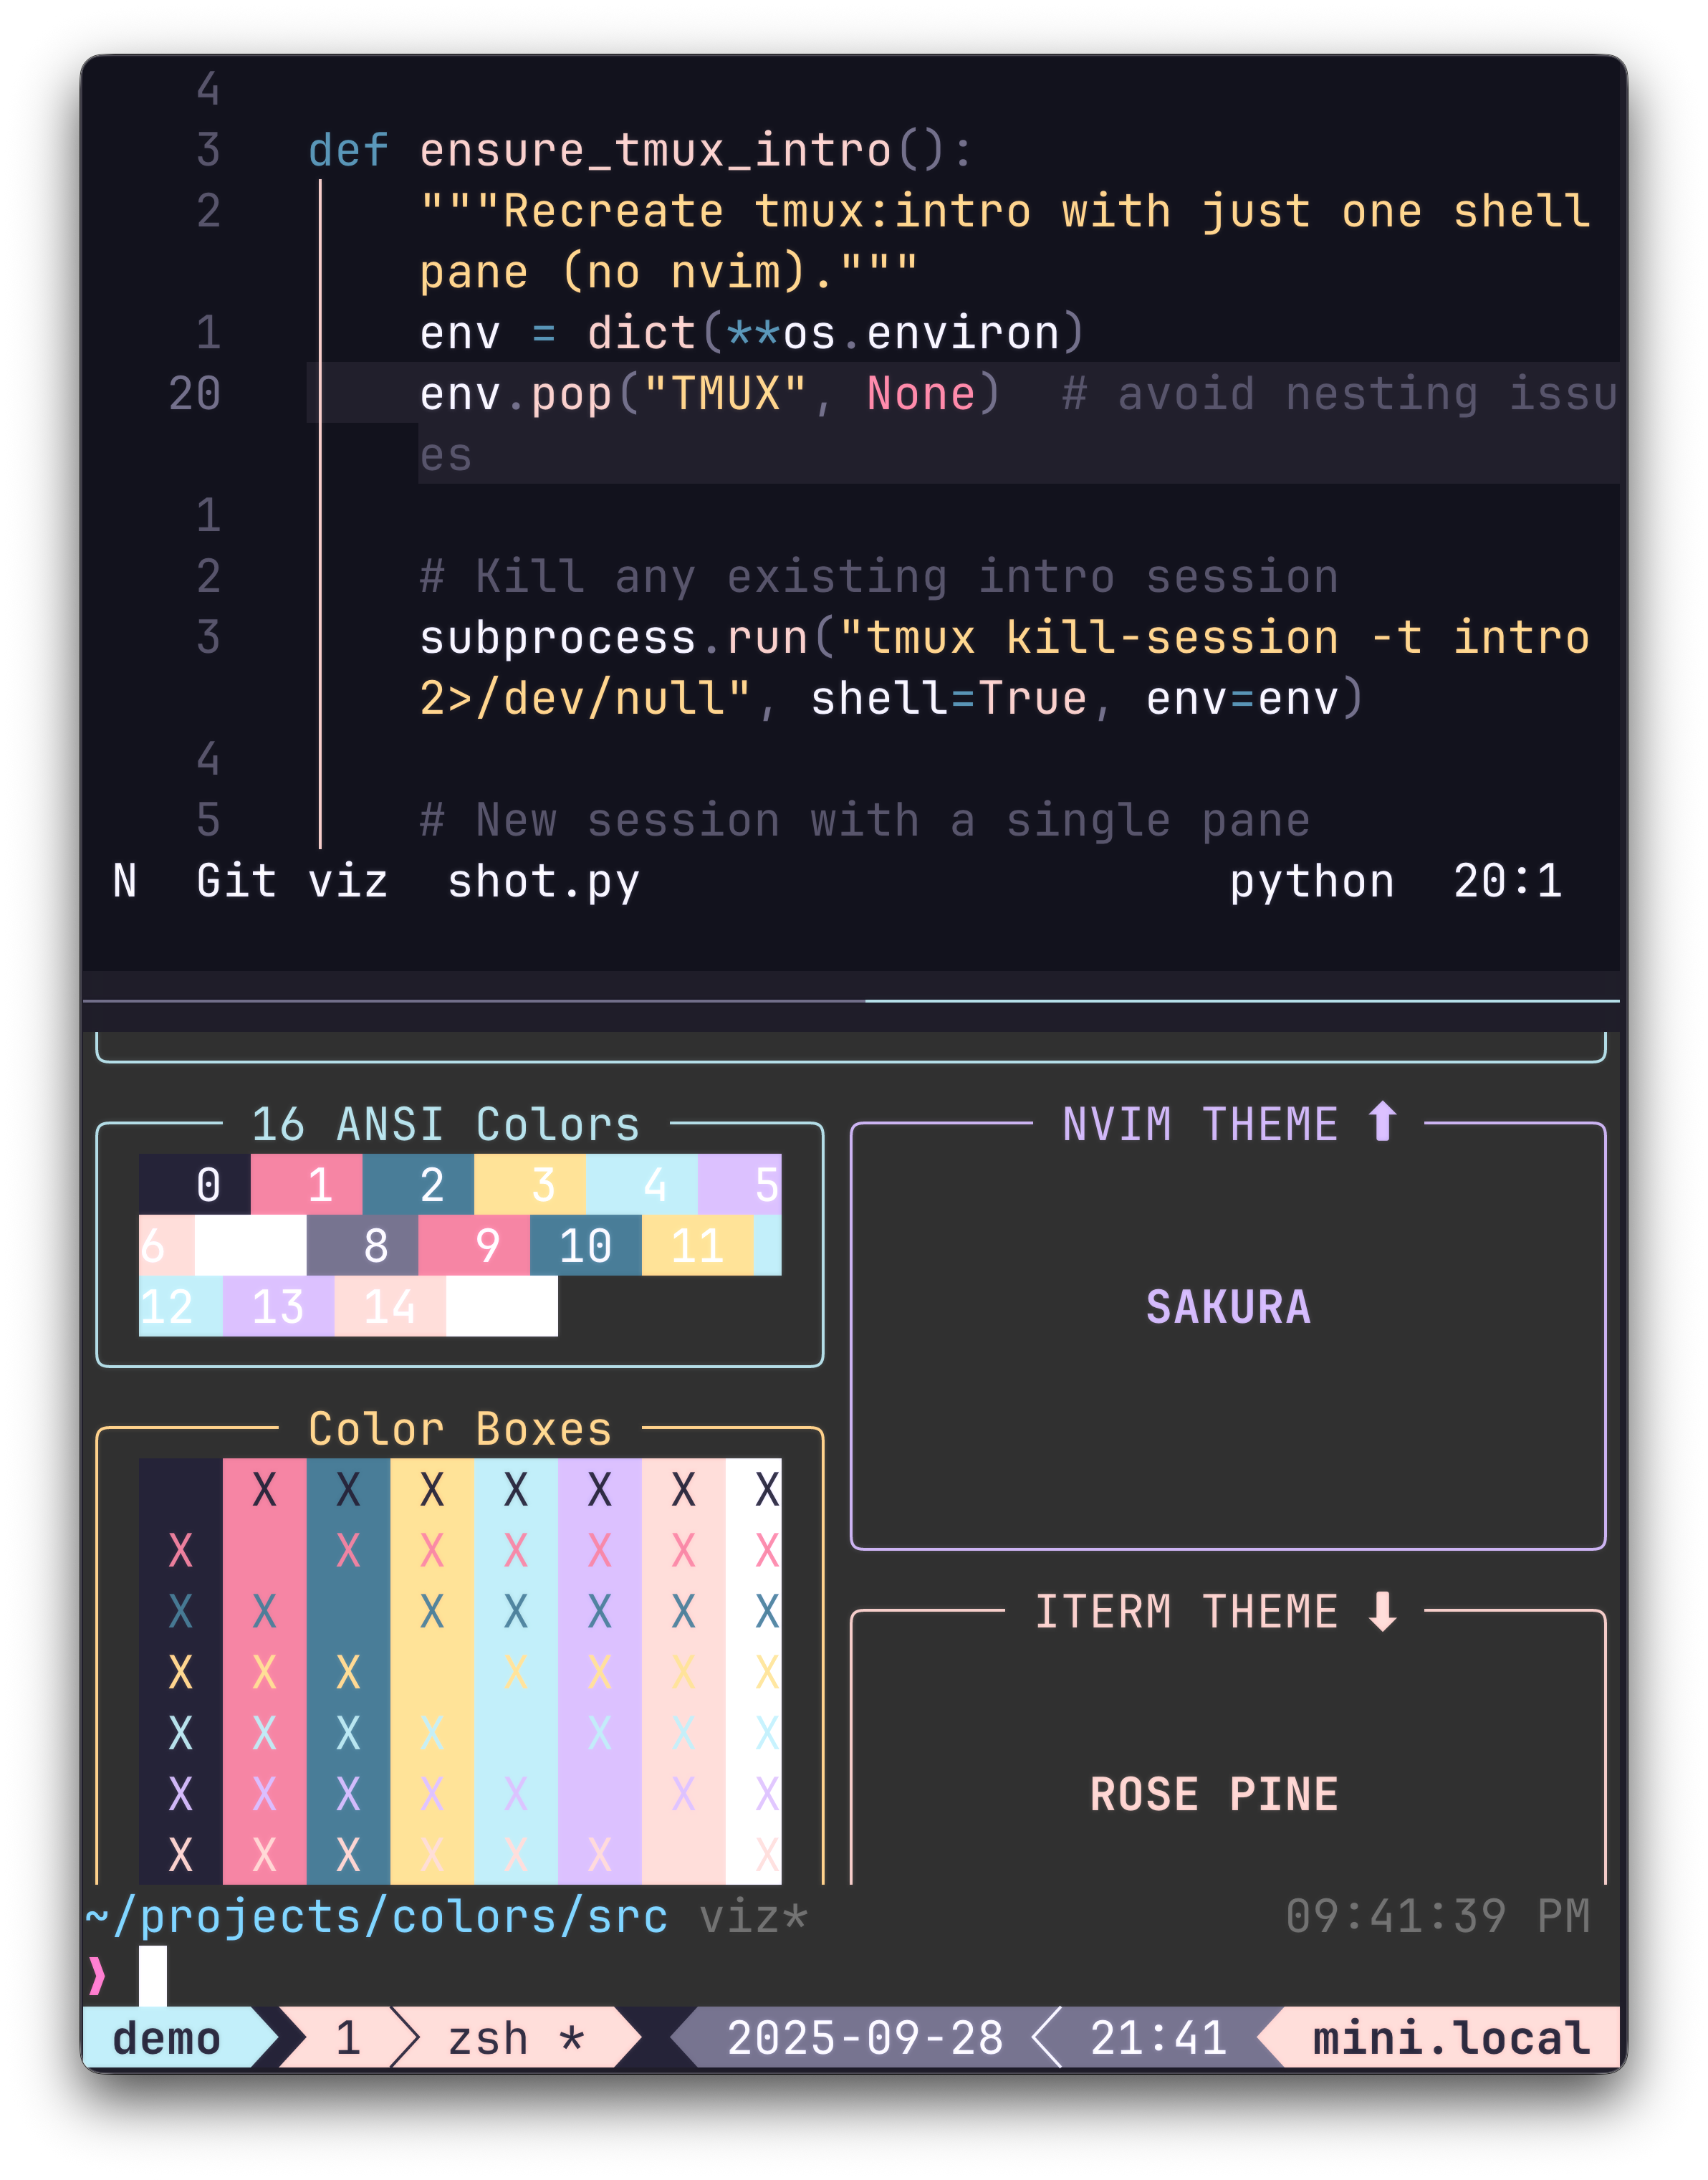 4
3 def ensure_tmux_intro():
2 """Recreate tmux:intro with just one shell
pane (no nvim)."""
1 env = dict(**os.environ)
20 env.pop("TMUX", None)  # avoid nesting issu
es
1
2 # Kill any existing intro session
3 subprocess.run("tmux kill-session -t intro
2>/dev/null", shell=True, env=env)
4
5 # New session with a single pane
N  Git viz  shot.py python  20:1
16 ANSI Colors
0 1 2 3 4 5
6 8 9 10 11
12 13 14
NVIM THEME ⬆
SAKURA
Color Boxes
X X X X X X X
X X X X X X X
X X X X X X X
X X X X X X X
X X X X X X X
X X X X X X X
X X X X X X X
ITERM THEME ⬇
ROSE PINE
~/projects/colors/src viz* 09:41:39 PM
❱
demo 1 zsh * 2025-09-28 21:41 mini.local